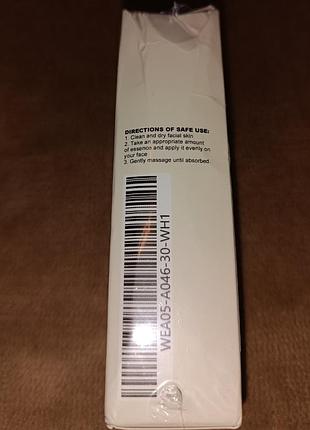 DIRECTIONS OF SAFE USE:
1. Clean and dry facial skin
2. Take an appropriate amount
of essence and apply it evenly on
your face
3. Gently massage until absorbed.
WEA05-A046-30-WH1